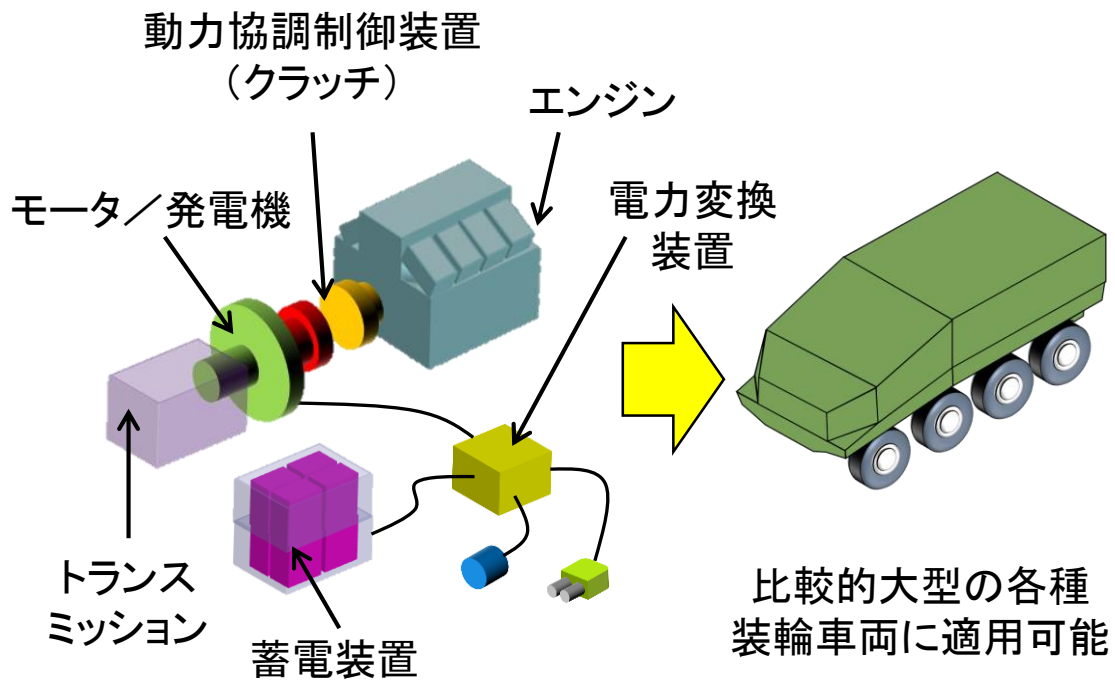 動力協調制御装置
（クラッチ）
エンジン
モータ／発電機
電力変換
装置
トランス
ミッション
蓄電装置
比較的大型の各種
装輪車両に適用可能